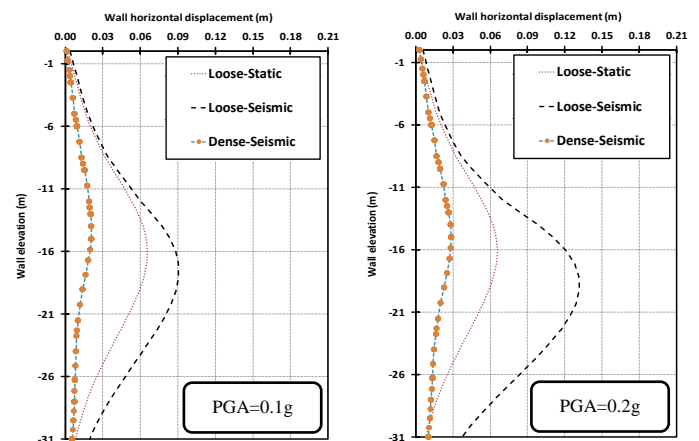 Wall horizontal displacement (m)
0.00 0.03 0.06 0.09 0.12 0.15 0.18 0.21
-1
-6
-11
-16
-21
-26
-31
Wall elevation (m)
Loose-Static
Loose-Seismic
Dense-Seismic
PGA=0.1g
Wall horizontal displacement (m)
0.00 0.03 0.06 0.09 0.12 0.15 0.18 0.21
-1
-6
-11
-16
-21
-26
-31
Wall elevation (m)
Loose-Static
Loose-Seismic
Dense-Seismic
PGA=0.2g